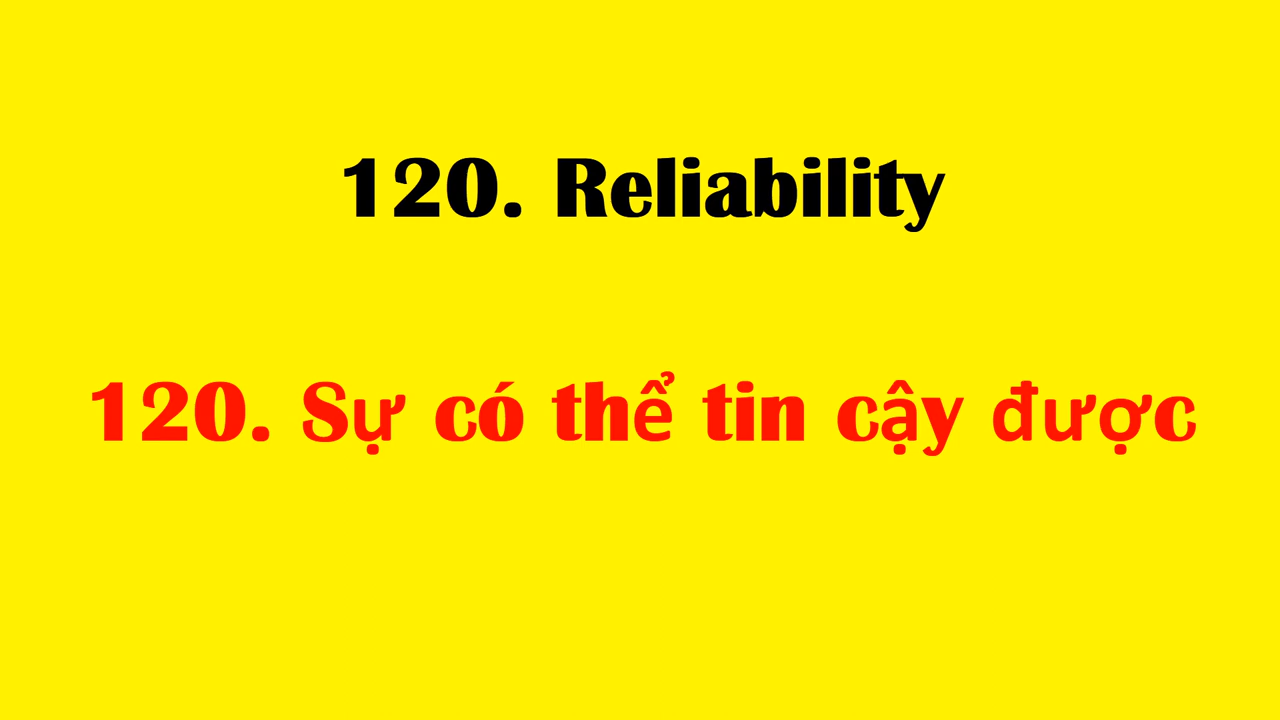 120. Reliability
120. Sự có thể tin cậy được